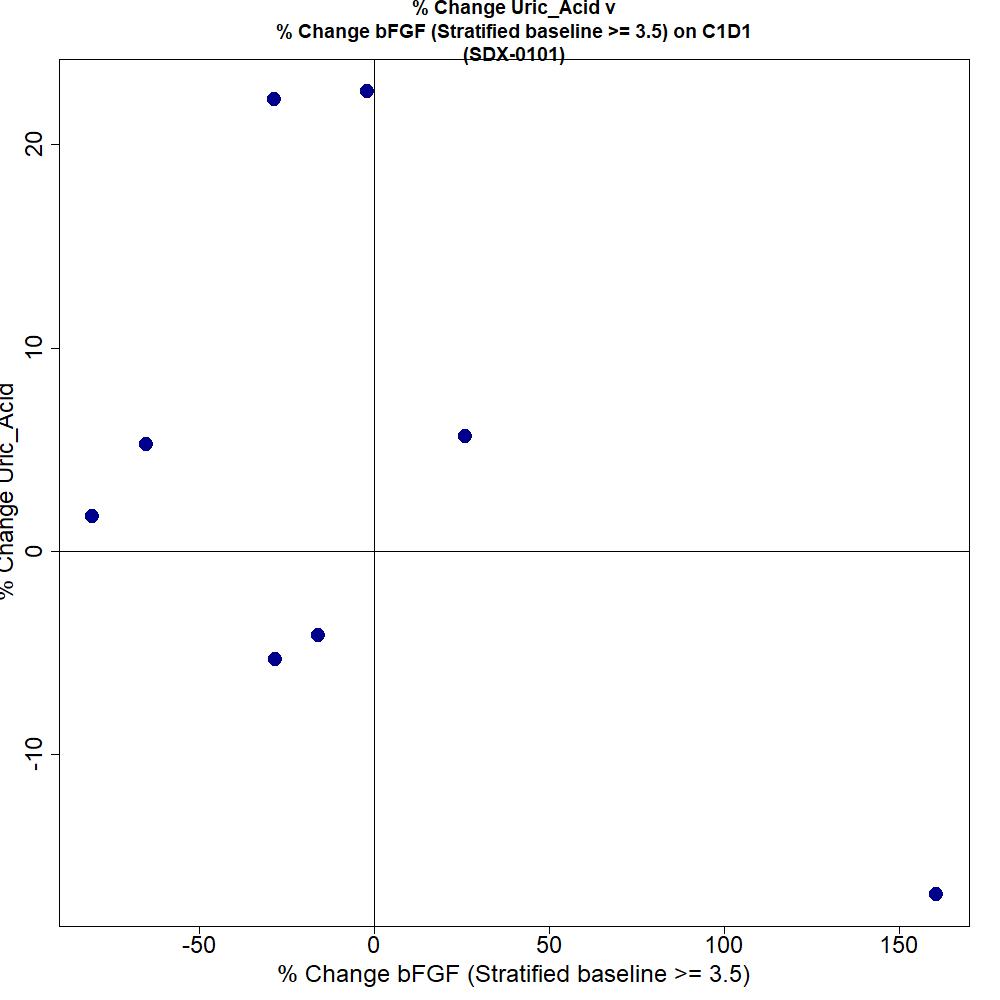 % Change Uric_Acid v
% Change bFGF (Stratified baseline >= 3.5) on C1D1
(SDX-0101)
% Change Uric_Acid
20
10
0
-10
-50
0
50
100
150
% Change bFGF (Stratified baseline >= 3.5)